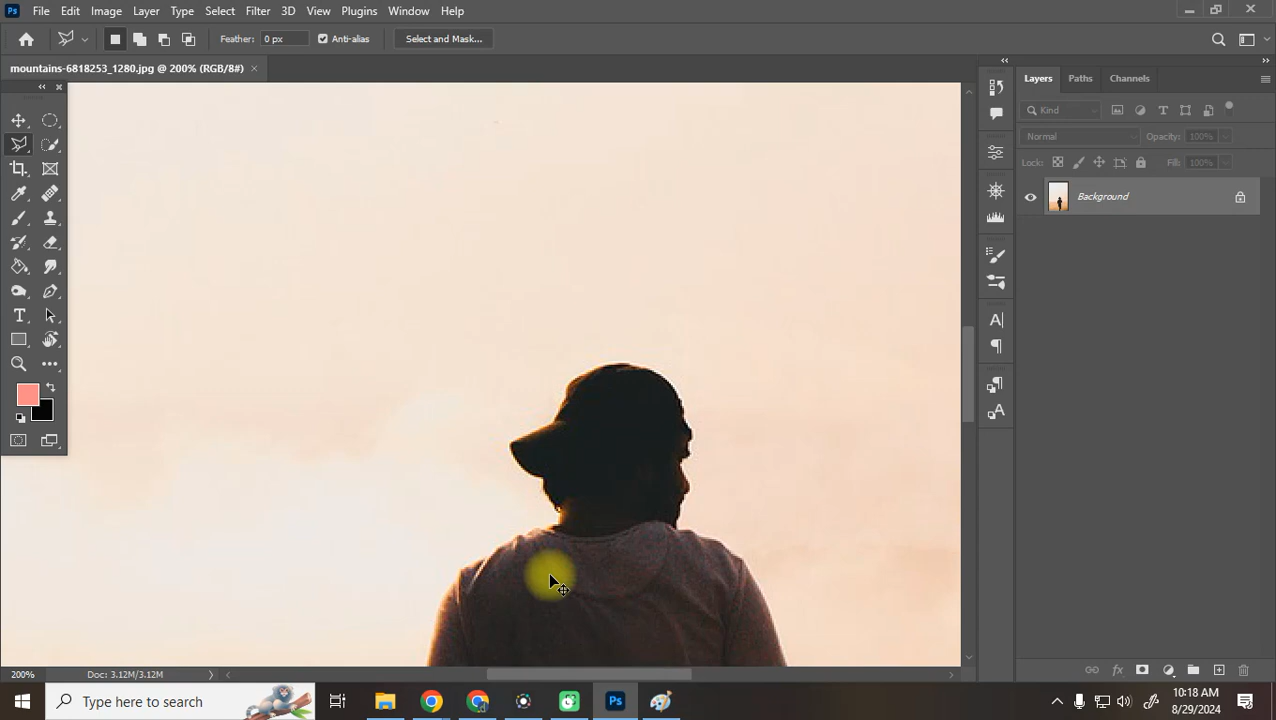 Ps File Edit Image Layer Type Select Filter 3D View Plugins Window Help
Feather: 0 px Anti-alias Select and Mask...
mountains-6818253_1280.jpg @ 200% (RGB/8#)
Layers Paths Channels
Kind
Normal Opacity: 100%
Lock: Fill: 100%
Background
200% Doc: 3.12M/3.12M
Type here to search
Ps
10:18 AM
8/29/2024